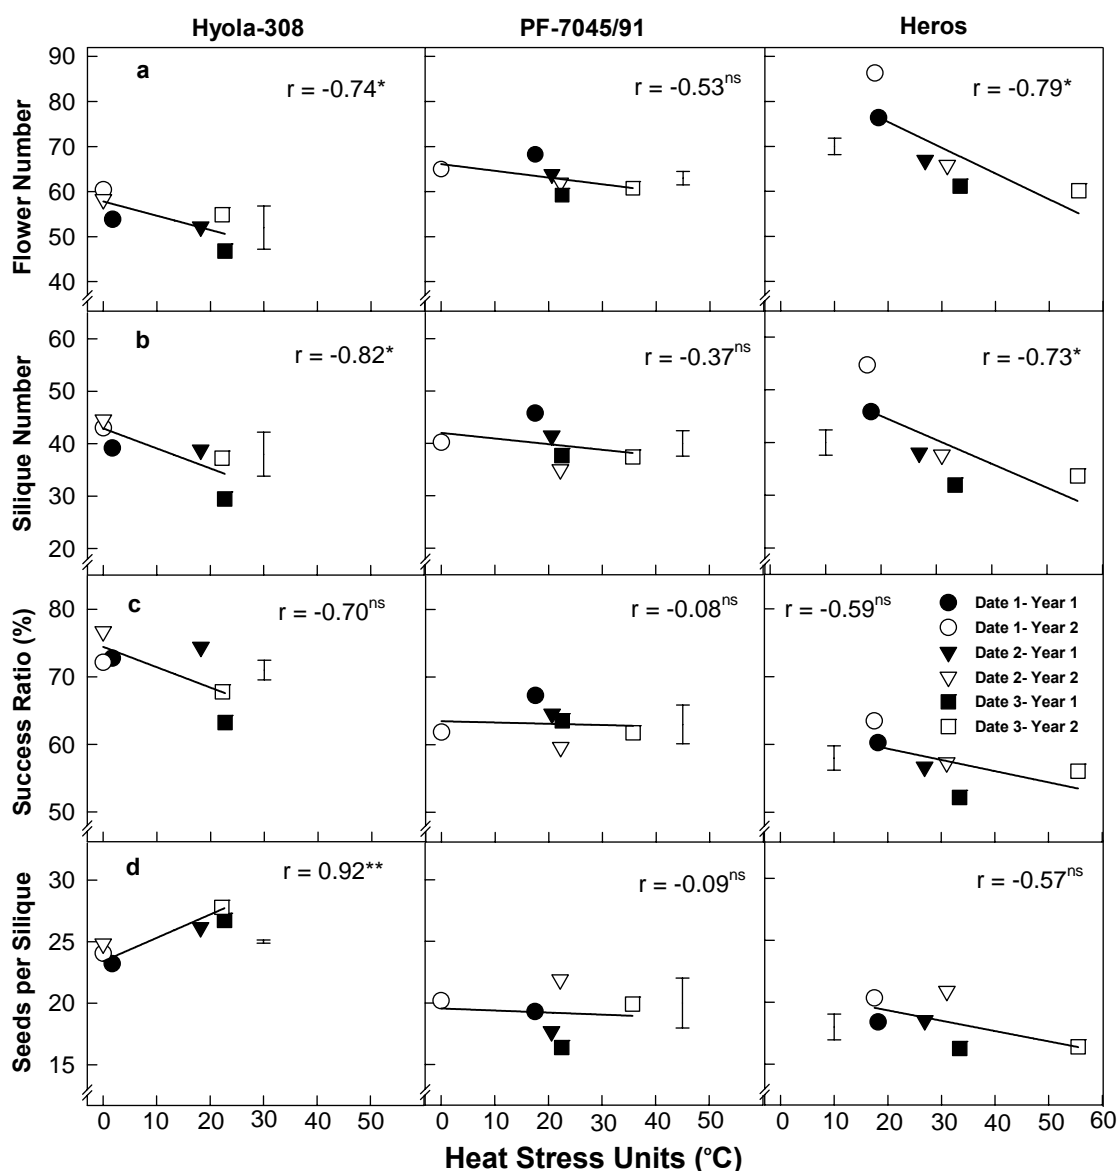 Hyola-308 PF-7045/91 Heros
a r = -0.74* r = -0.53ns r = -0.79*
Flower Number
90
80
70
60
50
40
b r = -0.82* r = -0.37ns r = -0.73*
Silique Number
60
50
40
30
20
c r = -0.70ns r = -0.08ns r = -0.59ns
Success Ratio (%)
80
70
60
50
Date 1- Year 1
Date 1- Year 2
Date 2- Year 1
Date 2- Year 2
Date 3- Year 1
Date 3- Year 2
d r = 0.92** r = -0.09ns r = -0.57ns
Seeds per Silique
30
25
20
15
0 10 20 30 40 50 0 10 20 30 40 50 0 10 20 30 40 50 60
Heat Stress Units (°C)